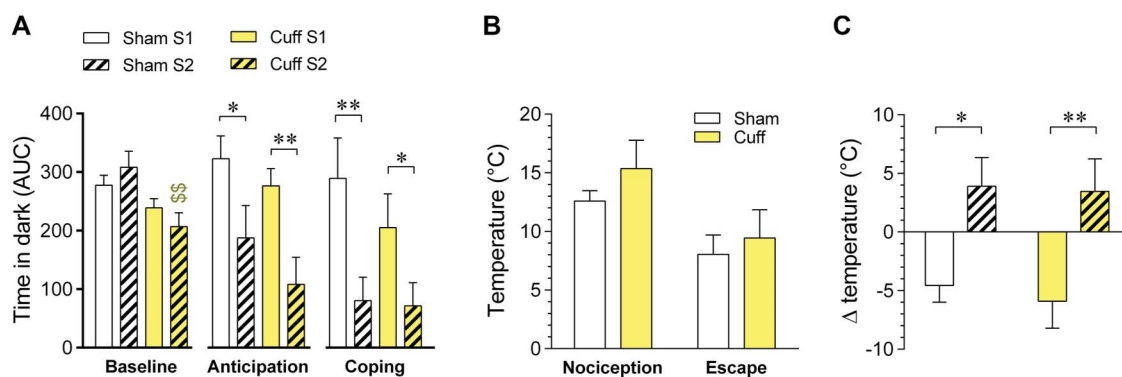 A
Sham S1
Cuff S1
Sham S2
Cuff S2
Time in dark (AUC)
400
300
200
100
0
$$
*
**
**
*
Baseline
Anticipation
Coping
B
Temperature (°C)
20
15
10
5
0
Sham
Cuff
Nociception
Escape
C
Δ temperature (°C)
10
5
0
-5
-10
*
**